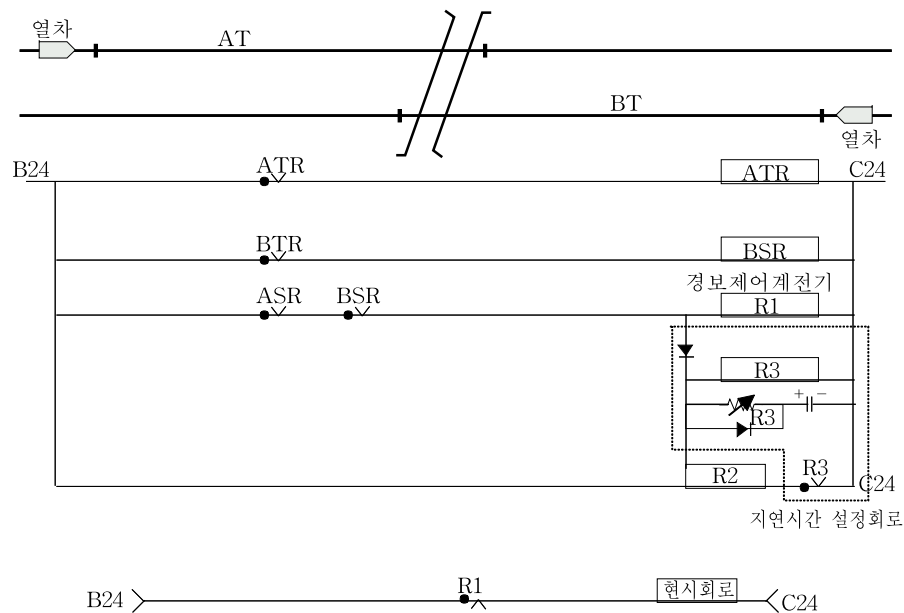 열차
AT
BT
열차
B24
ATR
ATR
C24
BTR
BSR
경보제어계전기
ASR
BSR
R1
R3
+ −
R3
R2
R3
C24
지연시간 설정회로
B24
R1
현시회로
C24